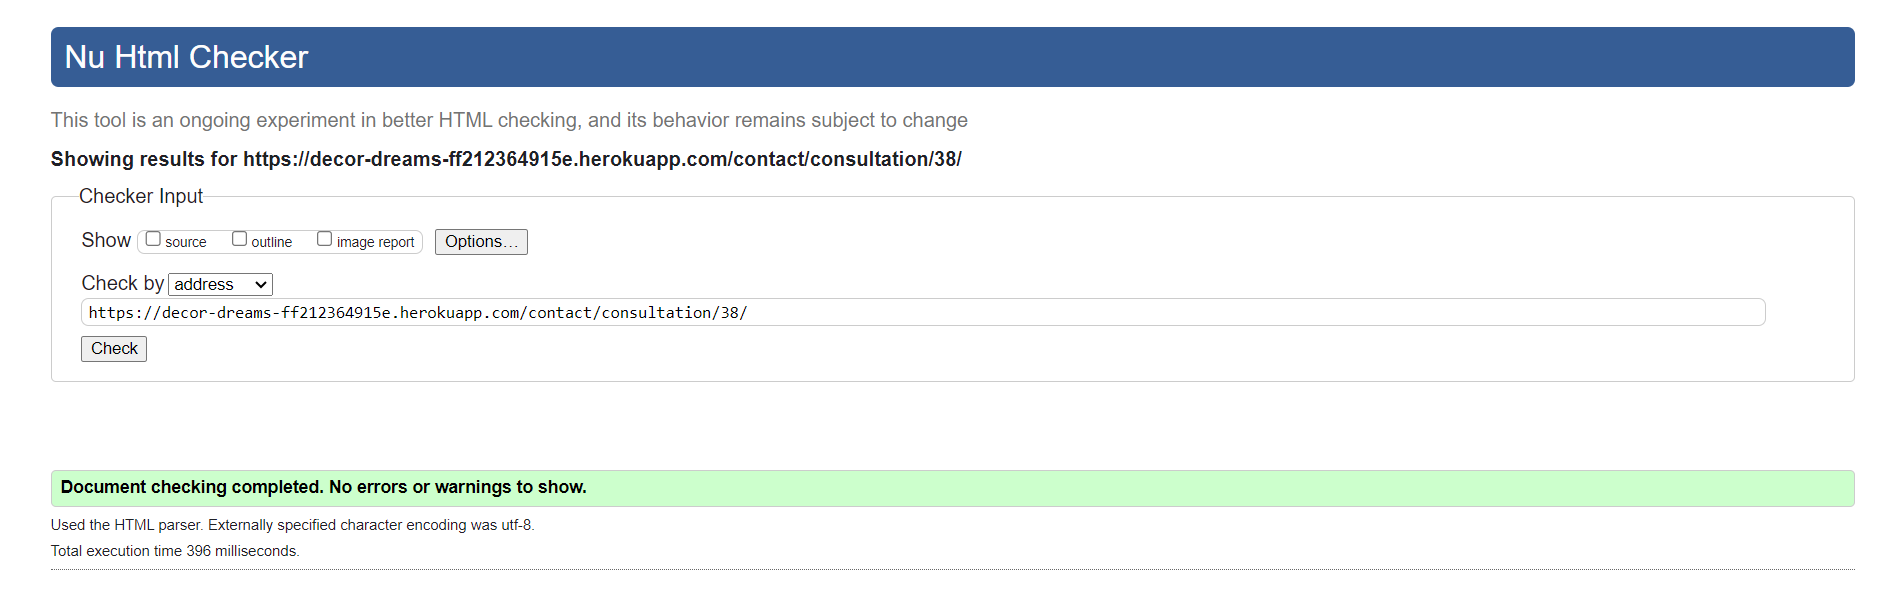 Nu Html Checker
This tool is an ongoing experiment in better HTML checking, and its behavior remains subject to change
Showing results for https://decor-dreams-ff212364915e.herokuapp.com/contact/consultation/38/
Checker Input
Show source outline image report Options…
Check by address
https://decor-dreams-ff212364915e.herokuapp.com/contact/consultation/38/
Check
Document checking completed. No errors or warnings to show.
Used the HTML parser. Externally specified character encoding was utf-8.
Total execution time 396 milliseconds.